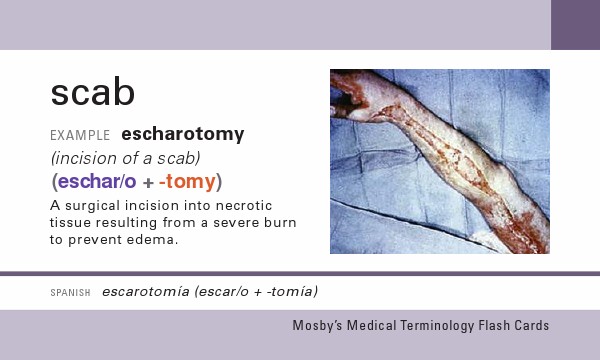 scab
EXAMPLE escharotomy
(incision of a scab)
(eschar/o + -tomy)
A surgical incision into necrotic
tissue resulting from a severe burn
to prevent edema.
SPANISH escarotomía (escar/o + -tomía)
Mosby's Medical Terminology Flash Cards